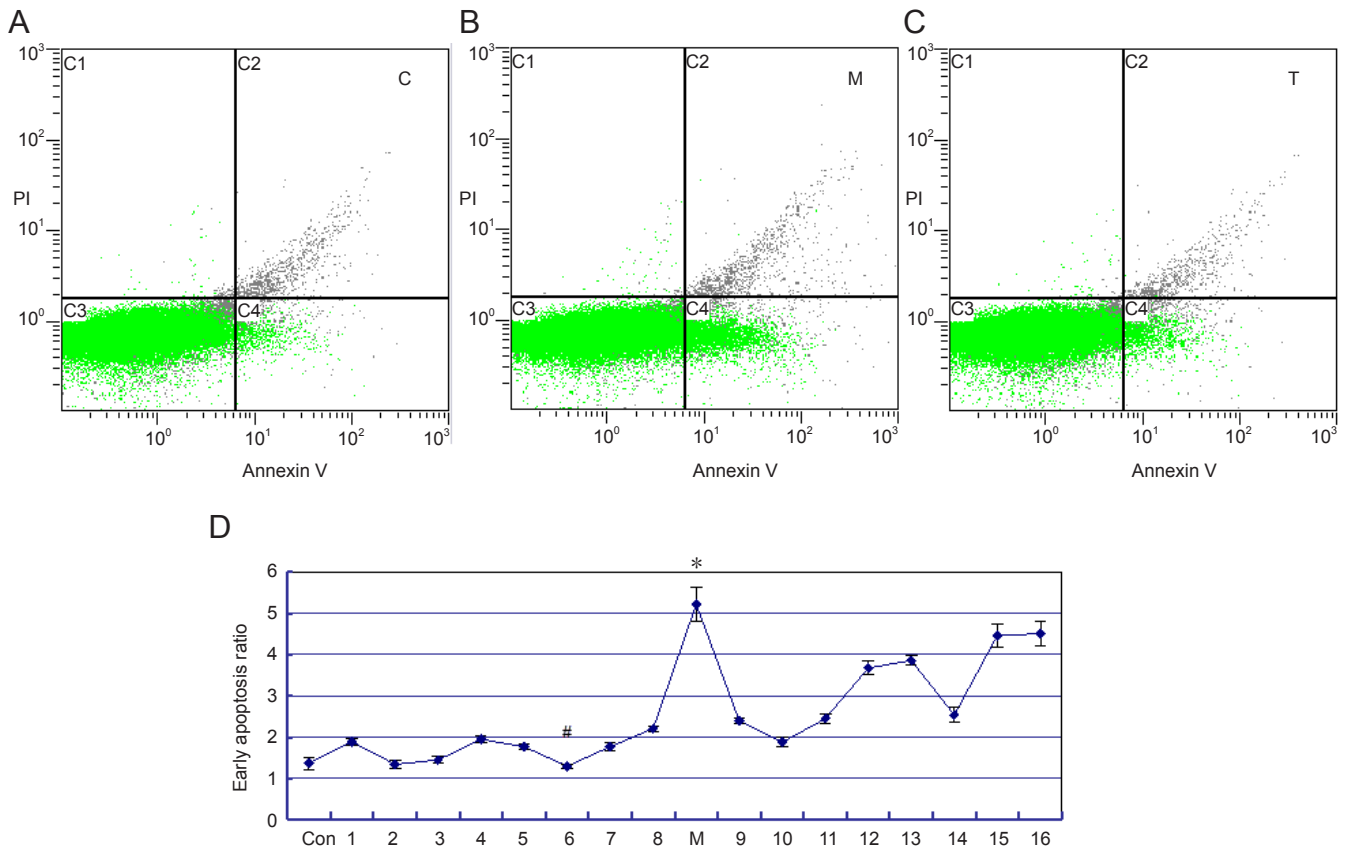 A
B
C
10³
C1
C2
C
10²
PI
10¹
C3
C4
10⁰
10⁰
10¹
10²
10³
Annexin V
10³
C1
C2
M
10²
PI
10¹
C3
C4
10⁰
10⁰
10¹
10²
10³
Annexin V
10³
C1
C2
T
10²
PI
10¹
C3
C4
10⁰
10⁰
10¹
10²
10³
Annexin V
D
Early apoptosis ratio
6
5
4
3
2
1
0
#
*
Con 1 2 3 4 5 6 7 8 M 9 10 11 12 13 14 15 16